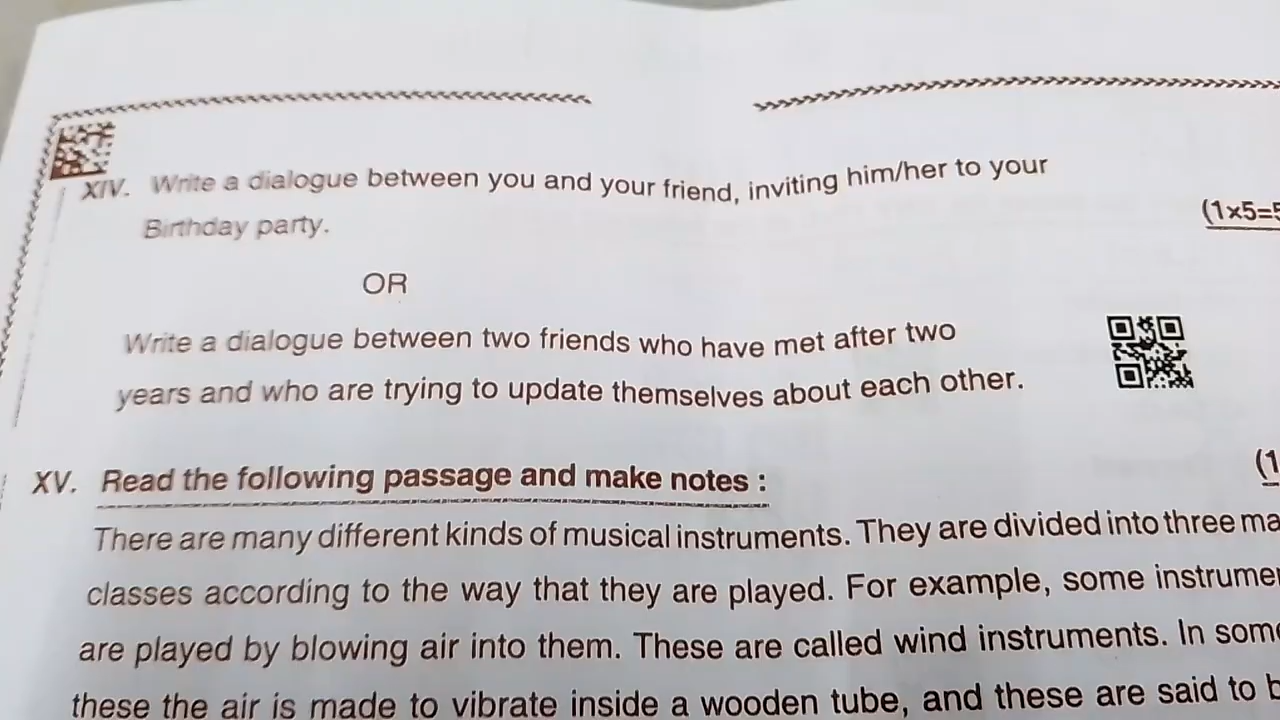 XIV. Write a dialogue between you and your friend, inviting him/her to your
Birthday party.
(1x5=5
OR
Write a dialogue between two friends who have met after two
years and who are trying to update themselves about each other.
XV. Read the following passage and make notes :
(1
There are many different kinds of musical instruments. They are divided into three
classes according to the way that they are played. For example, some
are played by blowing air into them. These are called wind instruments. In
these the air is made to vibrate inside a wooden tube, and these are said to